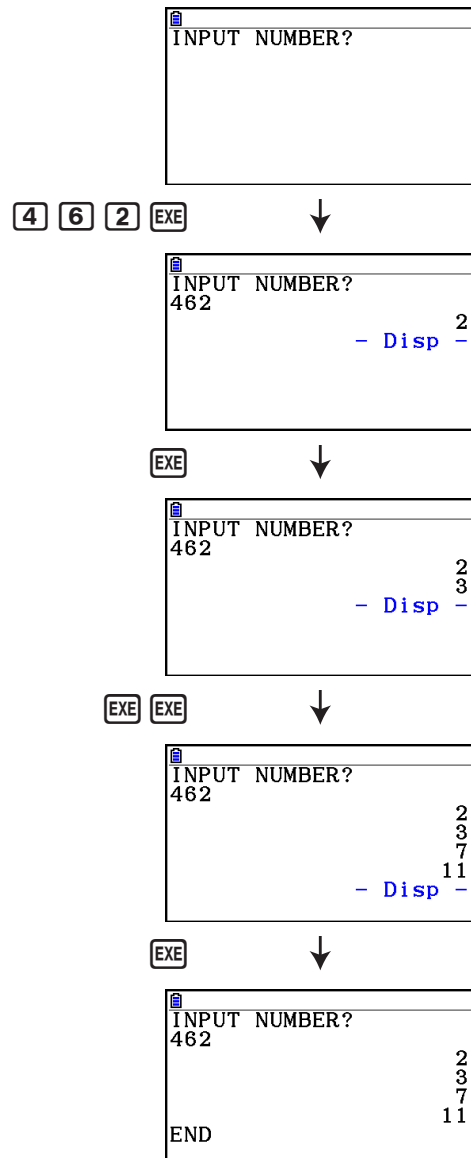 INPUT NUMBER?
4 6 2 EXE
INPUT NUMBER?
462
2
- Disp -
EXE
INPUT NUMBER?
462
2
3
- Disp -
EXE EXE
INPUT NUMBER?
462
2
3
7
11
- Disp -
EXE
INPUT NUMBER?
462
2
3
7
11
END